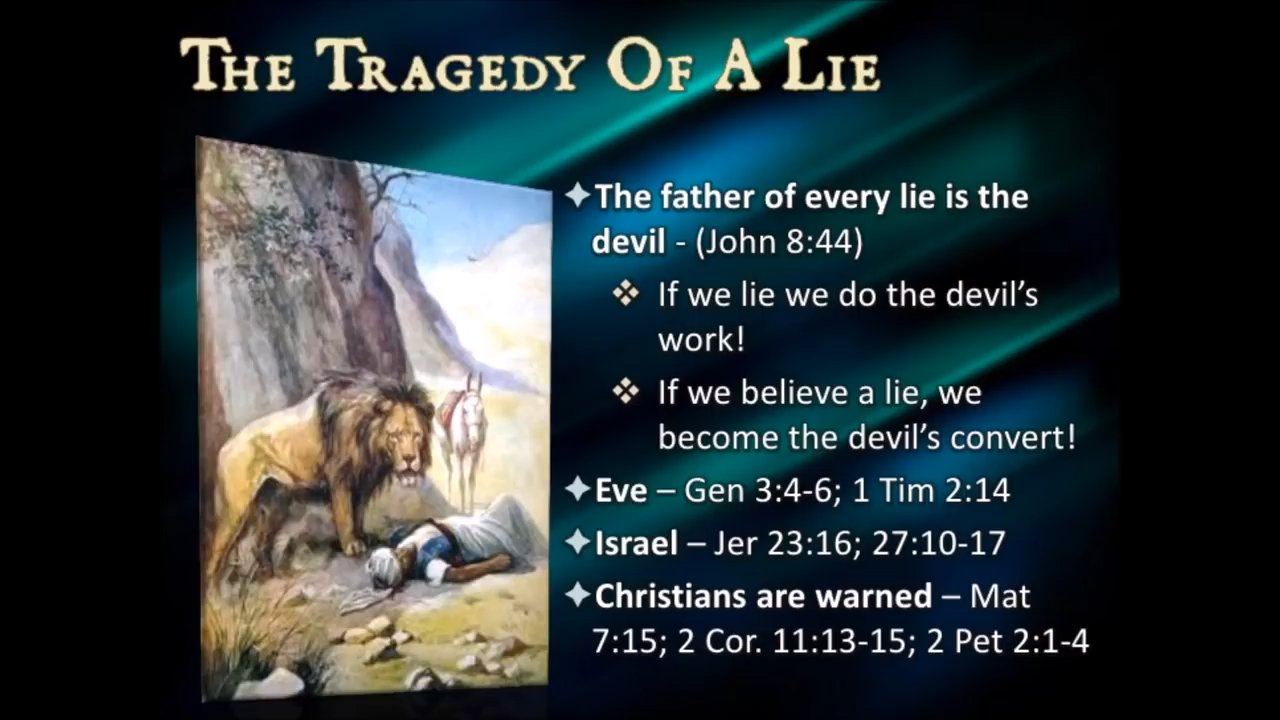 The Tragedy Of A Lie
The father of every lie is the
devil - (John 8:44)
If we lie we do the devil’s
work!
If we believe a lie, we
become the devil’s convert!
Eve – Gen 3:4-6; 1 Tim 2:14
Israel – Jer 23:16; 27:10-17
Christians are warned – Mat
7:15; 2 Cor. 11:13-15; 2 Pet 2:1-4